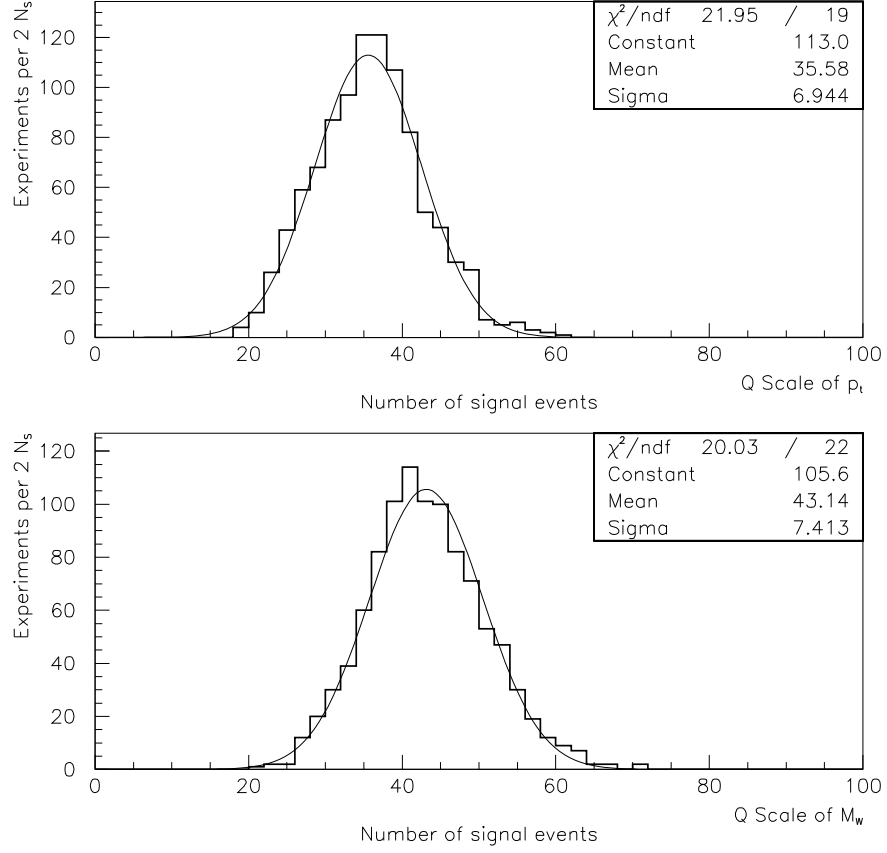 Experiments per 2 Nₛ
120
100
80
60
40
20
0
χ²/ndf 21.95 / 19
Constant 113.0
Mean 35.58
Sigma 6.944
0 20 40 60 80 100
Q Scale of pₜ
Number of signal events
Experiments per 2 Nₛ
120
100
80
60
40
20
0
χ²/ndf 20.03 / 22
Constant 105.6
Mean 43.14
Sigma 7.413
0 20 40 60 80 100
Q Scale of M_W
Number of signal events